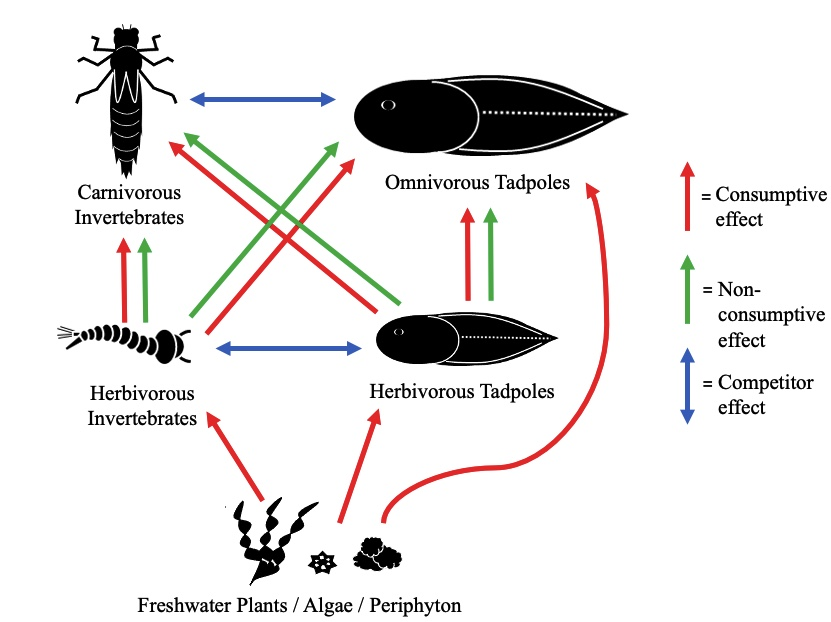 Carnivorous
Invertebrates
Omnivorous Tadpoles
= Consumptive
effect
= Non-
consumptive
effect
= Competitor
effect
Herbivorous
Invertebrates
Herbivorous Tadpoles
Freshwater Plants / Algae / Periphyton